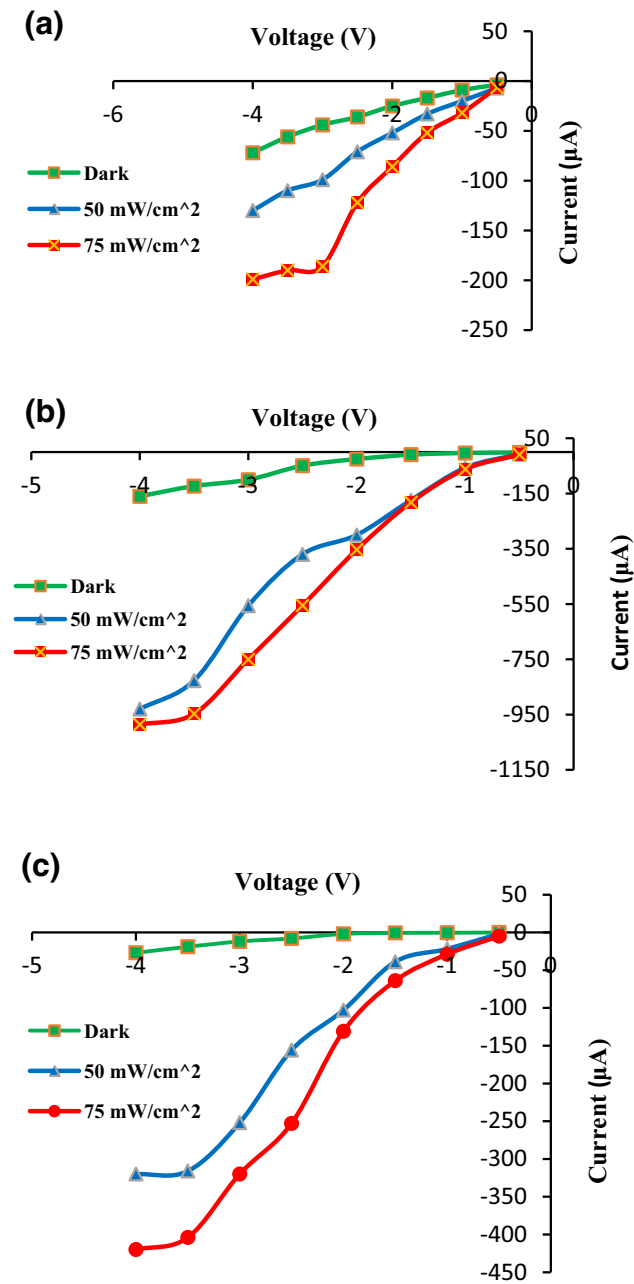 (a)
Voltage (V)
50
0
-6 -4 -2 0
-50
-100
-150
-200
-250
Current (µA)
Dark
50 mW/cm^2
75 mW/cm^2
(b)
Voltage (V)
50
-5 -4 -3 -2 -1 0
-150
-350
-550
-750
-950
-1150
Current (µA)
Dark
50 mW/cm^2
75 mW/cm^2
(c)
Voltage (V)
50
0
-5 -4 -3 -2 -1 0
-50
-100
-150
-200
-250
-300
-350
-400
-450
Current (µA)
Dark
50 mW/cm^2
75 mW/cm^2